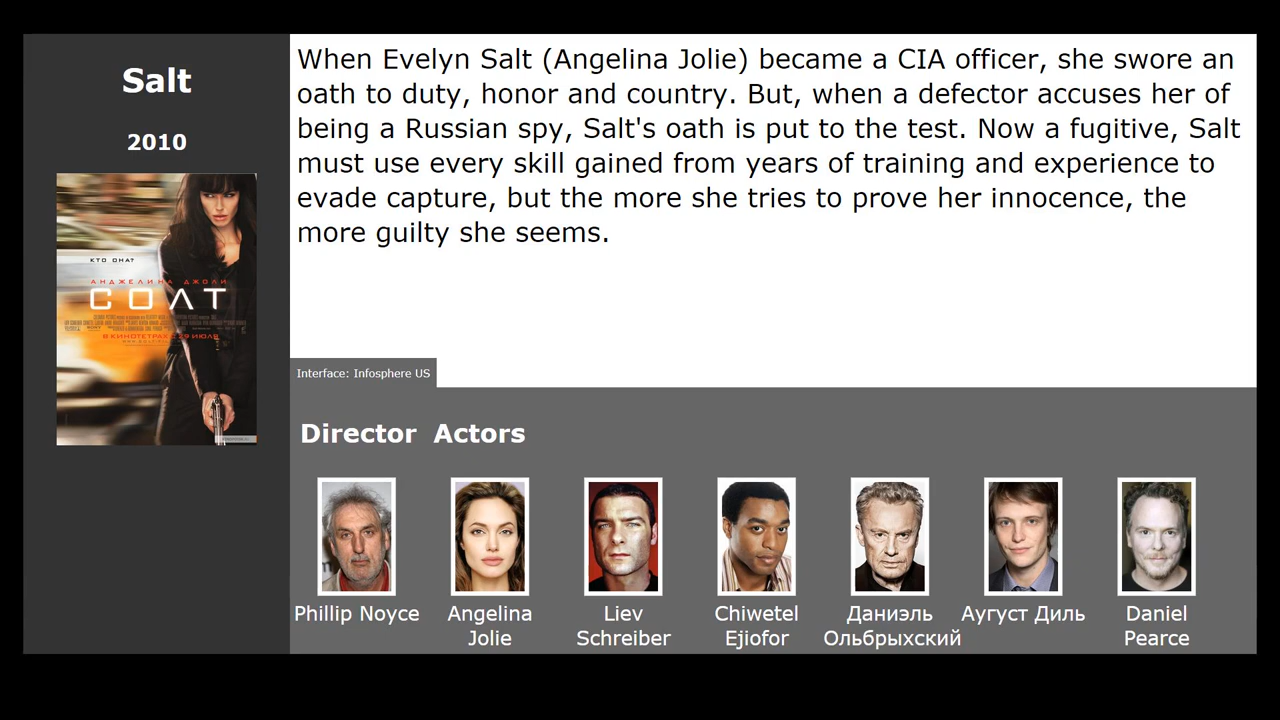 Salt
2010
КТО ОНА?
АНДЖЕЛИНА ДЖОЛИ
СОЛТ
В КИНОТЕАТРАХ 29 ИЮЛЯ
When Evelyn Salt (Angelina Jolie) became a CIA officer, she swore an
oath to duty, honor and country. But, when a defector accuses her of
being a Russian spy, Salt's oath is put to the test. Now a fugitive, Salt
must use every skill gained from years of training and experience to
evade capture, but the more she tries to prove her innocence, the
more guilty she seems.
Interface: Infosphere US
Director Actors
Phillip Noyce
Angelina
Jolie
Liev
Schreiber
Chiwetel
Ejiofor
Даниэль
Ольбрыхский
Аугуст Диль
Daniel
Pearce